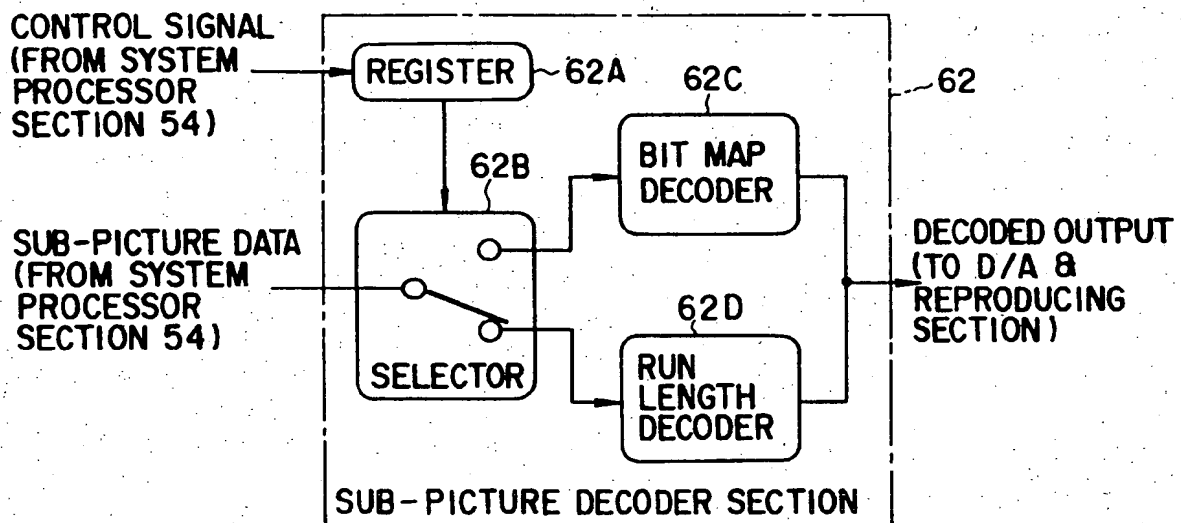 CONTROL SIGNAL
(FROM SYSTEM
PROCESSOR
SECTION 54)
REGISTER
62A
62C
62
BIT MAP
DECODER
62B
SUB-PICTURE DATA
(FROM SYSTEM
PROCESSOR
SECTION 54)
SELECTOR
DECODED OUTPUT
(TO D/A &
REPRODUCING
SECTION)
62D
RUN
LENGTH
DECODER
SUB-PICTURE DECODER SECTION